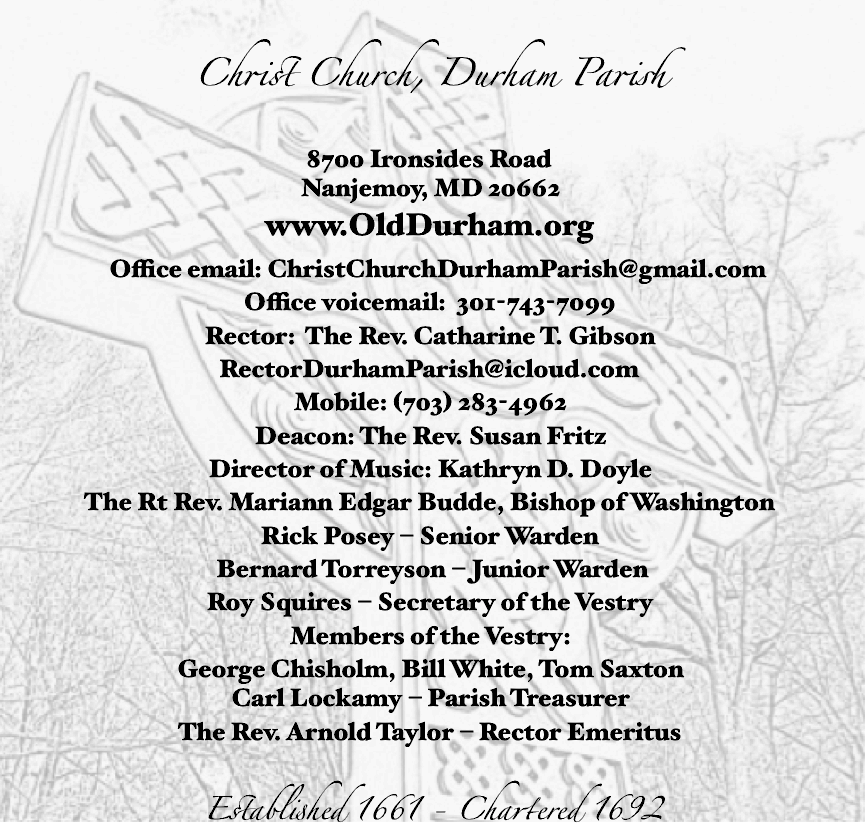 Christ Church, Durham Parish
8700 Ironsides Road
Nanjemoy, MD 20662
www.OldDurham.org
Office email: ChristChurchDurhamParish@gmail.com
Office voicemail: 301-743-7099
Rector: The Rev. Catharine T. Gibson
RectorDurhamParish@icloud.com
Mobile: (703) 283-4962
Deacon: The Rev. Susan Fritz
Director of Music: Kathryn D. Doyle
The Rt Rev. Mariann Edgar Budde, Bishop of Washington
Rick Posey – Senior Warden
Bernard Torreyson – Junior Warden
Roy Squires – Secretary of the Vestry
Members of the Vestry:
George Chisholm, Bill White, Tom Saxton
Carl Lockamy – Parish Treasurer
The Rev. Arnold Taylor – Rector Emeritus
Established 1661 - Chartered 1692